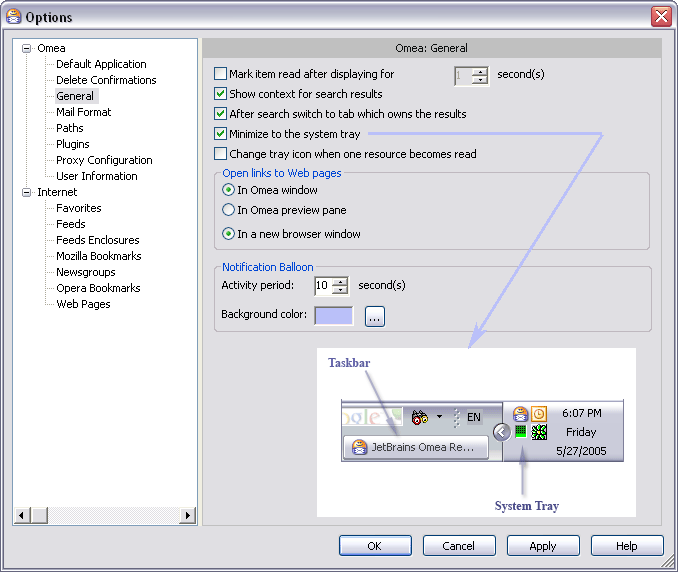 Options
Omea
Default Application
Delete Confirmations
General
Mail Format
Paths
Plugins
Proxy Configuration
User Information
Internet
Favorites
Feeds
Feeds Enclosures
Mozilla Bookmarks
Newsgroups
Opera Bookmarks
Web Pages
Omea: General
Mark item read after displaying for 1 second(s)
Show context for search results
After search switch to tab which owns the results
Minimize to the system tray
Change tray icon when one resource becomes read
Open links to Web pages
In Omea window
In Omea preview pane
In a new browser window
Notification Balloon
Activity period: 10 second(s)
Background color: ...
Taskbar
ogle EN 6:07 PM
Friday
JetBrains Omea Re...
5/27/2005
System Tray
OK Cancel Apply Help